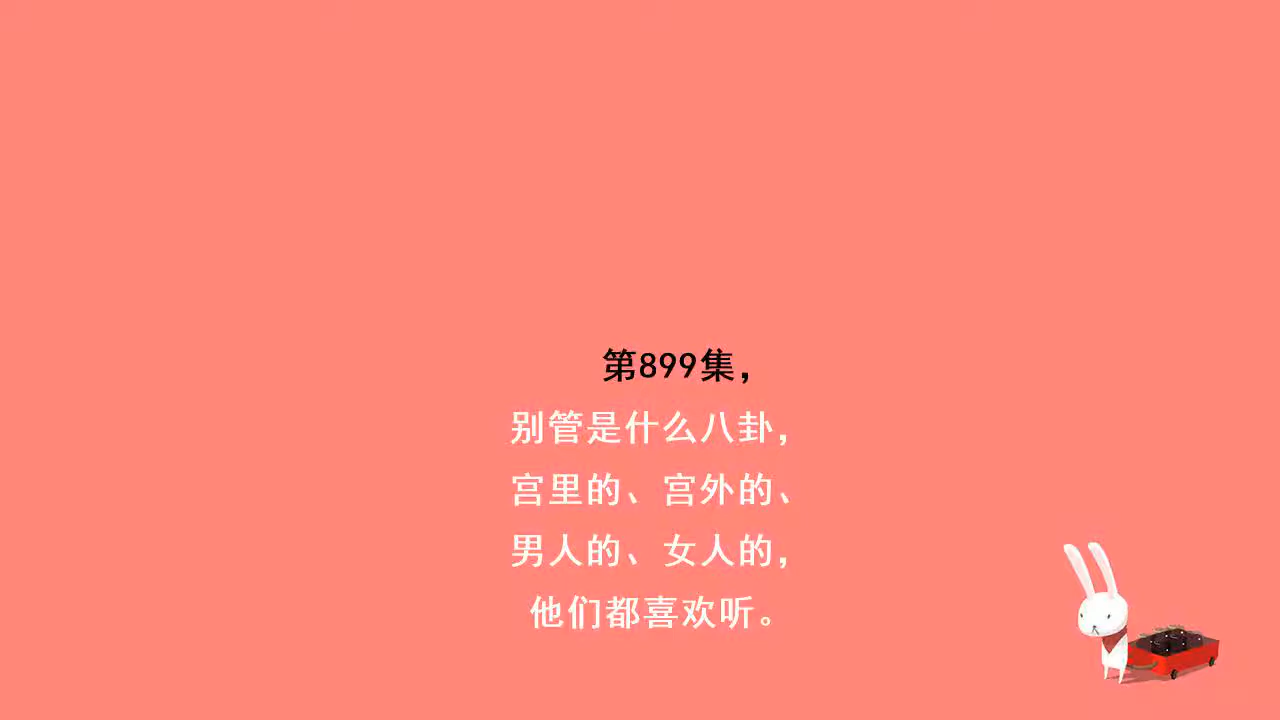 第899集，
别管是什么八卦，
宫里的、宫外的、
男人的、女人的，
他们都喜欢听。